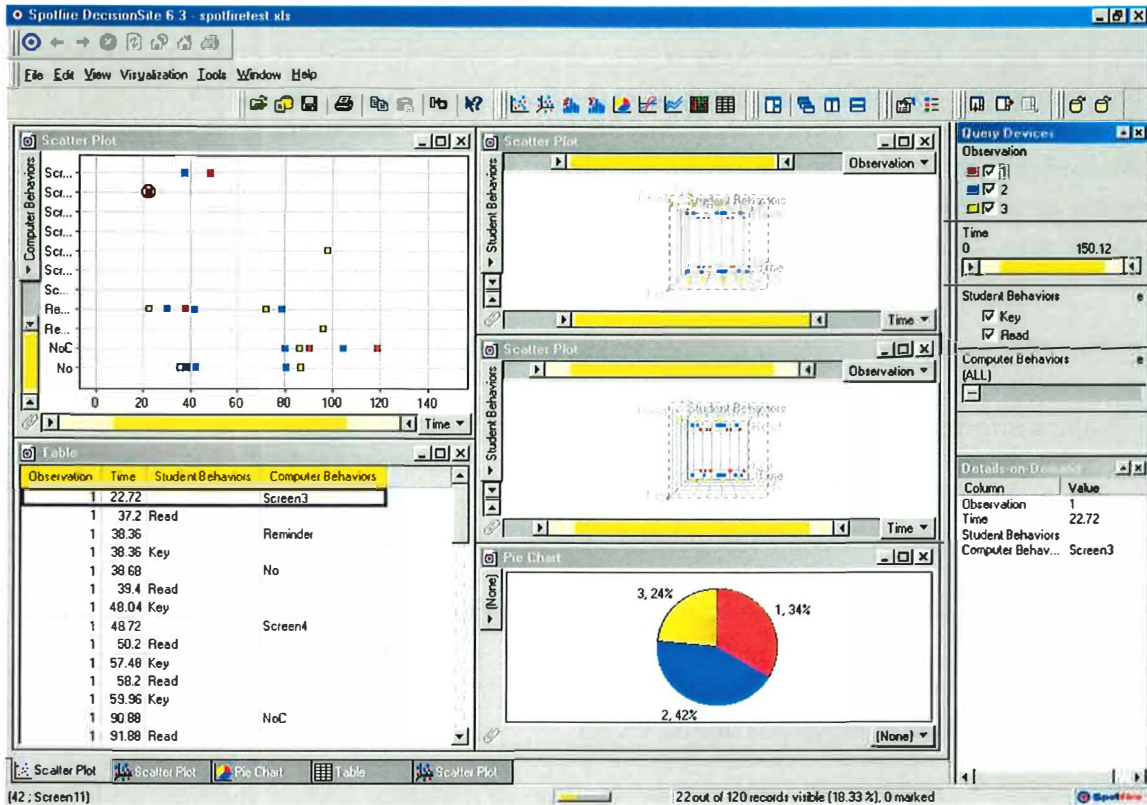 Spotfire DecisionSite 6.3 - spotfiretest.xls
File Edit View Visualization Tools Window Help
Scatter Plot
Computer Behaviors
Scr...
Scr...
Scr...
Scr...
Scr...
Scr...
Sc...
Re...
Re...
NoC
No
0 20 40 60 80 100 120 140
Time
Table
Observation Time Student Behaviors Computer Behaviors
1 22.72 Screen3
1 37.2 Read
1 38.36 Reminder
1 38.36 Key
1 38.68 No
1 39.4 Read
1 48.04 Key
1 48.72 Screen4
1 50.2 Read
1 57.48 Key
1 58.2 Read
1 59.96 Key
1 90.88 NoC
1 91.88 Read
Scatter Plot
Observation
Student Behaviors
Student Behaviors
Time
Time
Scatter Plot
Observation
Student Behaviors
Student Behaviors
Read
Time
Time
Pie Chart
(None)
3, 24%
1, 34%
2, 42%
(None)
Query Devices
Observation
1
2
3
Time
0 150.12
Student Behaviors
Key
Read
Computer Behaviors
(ALL)
Details-on-Demand
Column Value
Observation 1
Time 22.72
Student Behaviors
Computer Behav... Screen3
Scatter Plot Scatter Plot Pie Chart Table Scatter Plot
(42 ; Screen11)
22 out of 120 records visible (18.33 %), 0 marked
Spotfire